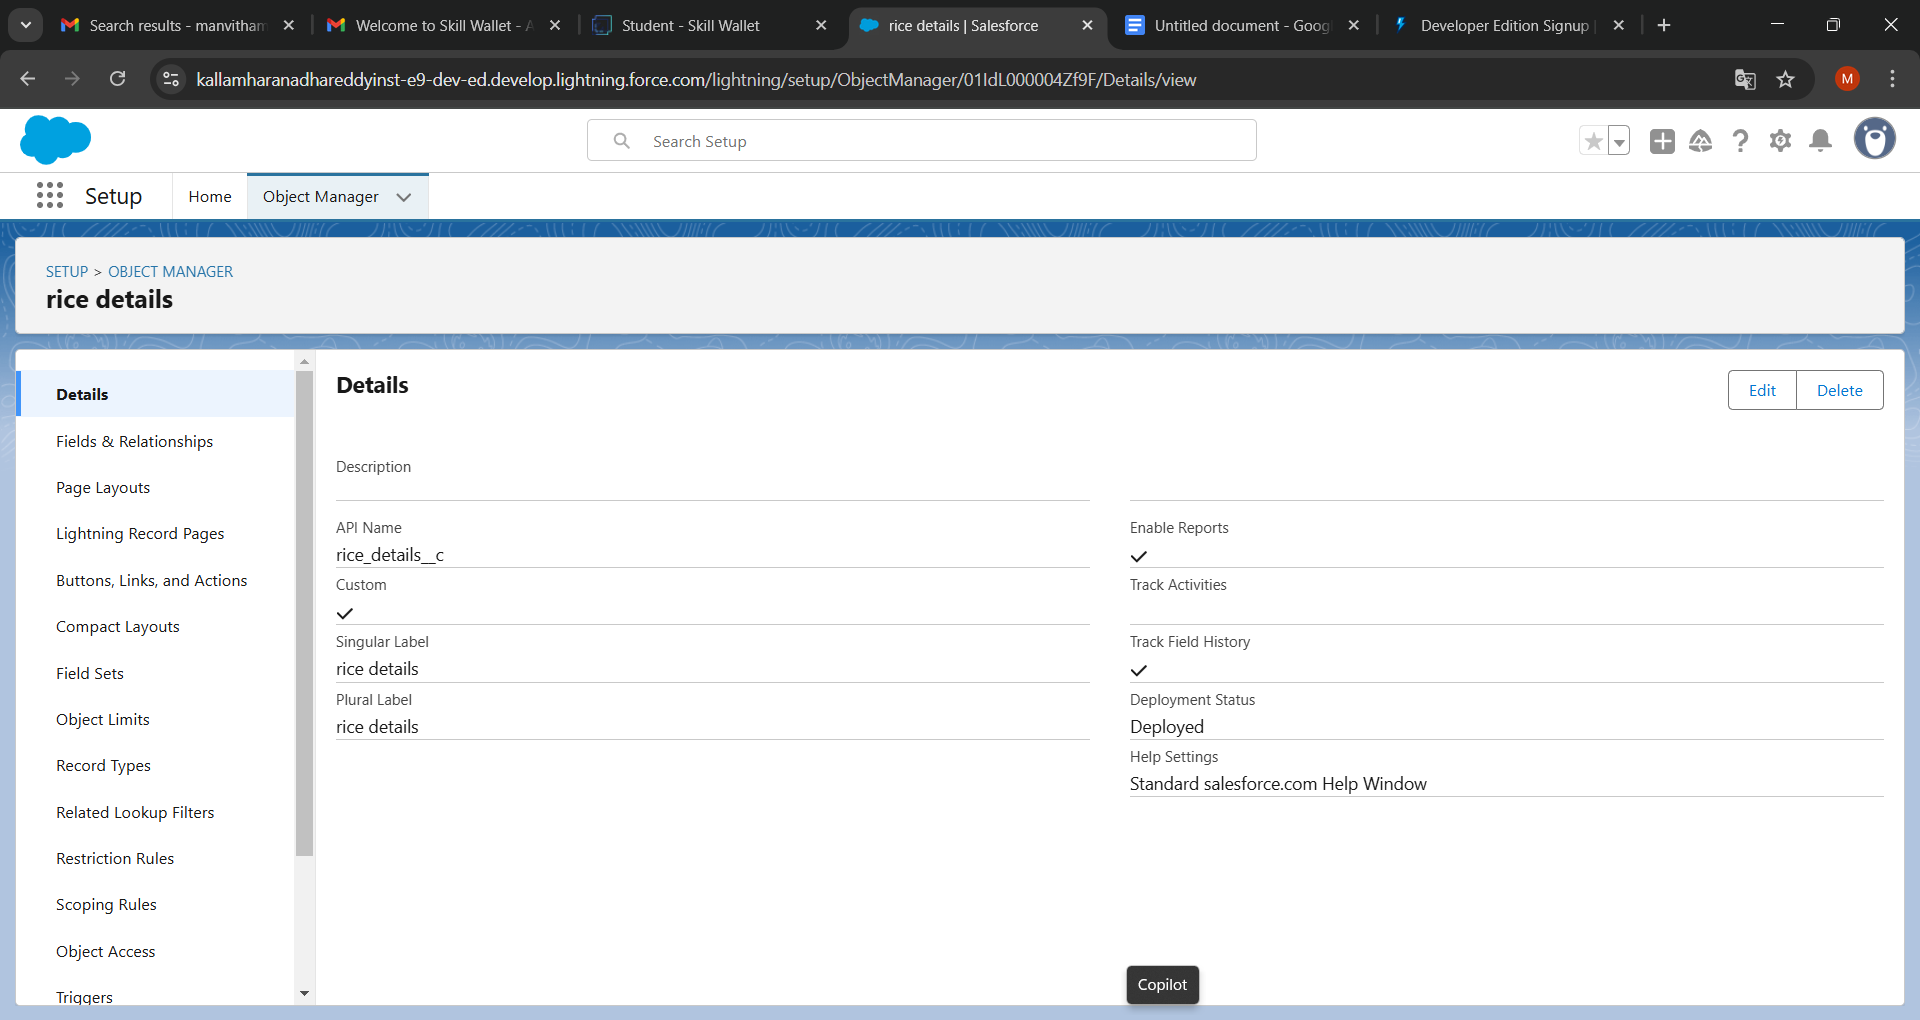 Search results - manvitham
Welcome to Skill Wallet - A
Student - Skill Wallet
rice details | Salesforce
Untitled document - Goog
Developer Edition Signup |
kallamharanadhareddyinst-e9-dev-ed.develop.lightning.force.com/lightning/setup/ObjectManager/01IdL000004Zf9F/Details/view
M
Search Setup
Setup
Home
Object Manager
SETUP > OBJECT MANAGER
rice details
Details
Fields & Relationships
Page Layouts
Lightning Record Pages
Buttons, Links, and Actions
Compact Layouts
Field Sets
Object Limits
Record Types
Related Lookup Filters
Restriction Rules
Scoping Rules
Object Access
Triggers
Details
Edit
Delete
Description
API Name
rice_details__c
Custom
Singular Label
rice details
Plural Label
rice details
Enable Reports
Track Activities
Track Field History
Deployment Status
Deployed
Help Settings
Standard salesforce.com Help Window
Copilot